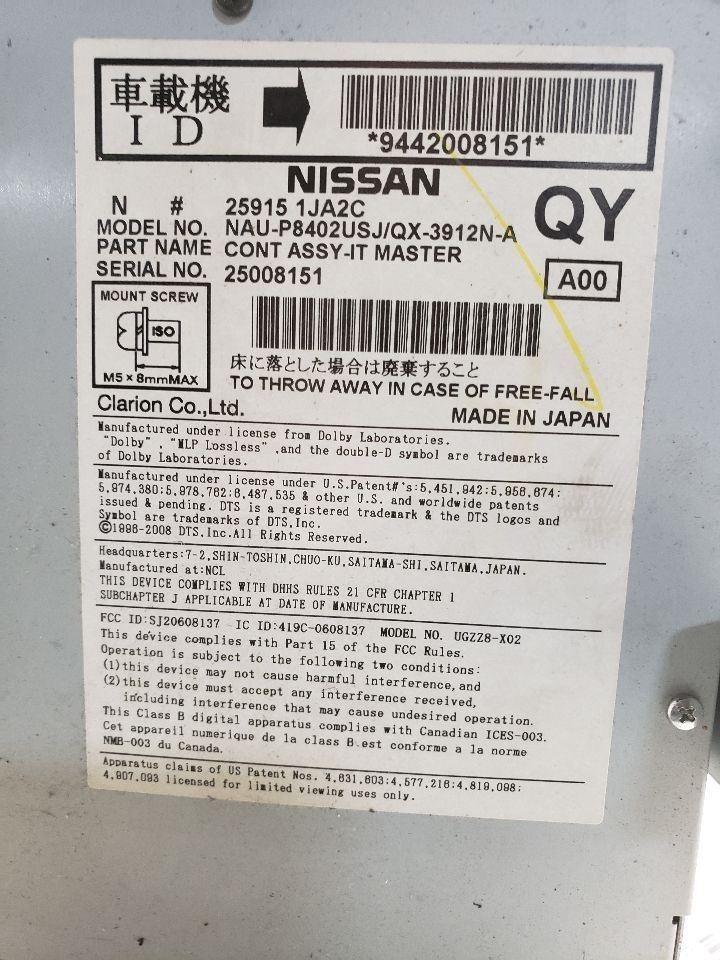 車載機
I D
*9442008151*
NISSAN
QY
N # 25915 1JA2C
MODEL NO. NAU-P8402USJ/QX-3912N-A
PART NAME CONT ASSY-IT MASTER
SERIAL NO. 25008151
A00
MOUNT SCREW
ISO
M5×8mmMAX
床に落とした場合は廃棄すること
TO THROW AWAY IN CASE OF FREE-FALL
Clarion Co.,Ltd.
MADE IN JAPAN
Manufactured under license from Dolby Laboratories.
"Dolby", "MLP Lossless",and the double-D symbol are trademarks
of Dolby Laboratories.
Manufactured under license under U.S.Patent#'s:5,451,942;5,956,674;
5,974,380;5,978,762;6,487,535 & other U.S. and worldwide patents
issued & pending. DTS is a registered trademark & the DTS logos and
Symbol are trademarks of DTS,Inc.
©1996-2008 DTS,Inc.All Rights Reserved.
Headquarters:7-2,SHIN-TOSHIN,CHUO-KU,SAITAMA-SHI,SAITAMA,JAPAN.
Manufactured at:NCL
THIS DEVICE COMPLIES WITH DHHS RULES 21 CFR CHAPTER 1
SUBCHAPTER J APPLICABLE AT DATE OF MANUFACTURE.
FCC ID:SJ20608137 IC ID:419C-0608137 MODEL NO. UGZZ8-X02
This device complies with Part 15 of the FCC Rules.
Operation is subject to the following two conditions:
(1)this device may not cause harmful interference,and
(2)this device must accept any interference received,
including interference that may cause undesired operation.
This Class B digital apparatus complies with Canadian ICES-003.
Cet appareil numerique de la class B est conforme a la norme
NMB-003 du Canada.
Apparatus claims of US Patent Nos. 4,631,603;4,577,216;4,819,098;
4,907,093 licensed for limited viewing uses only.